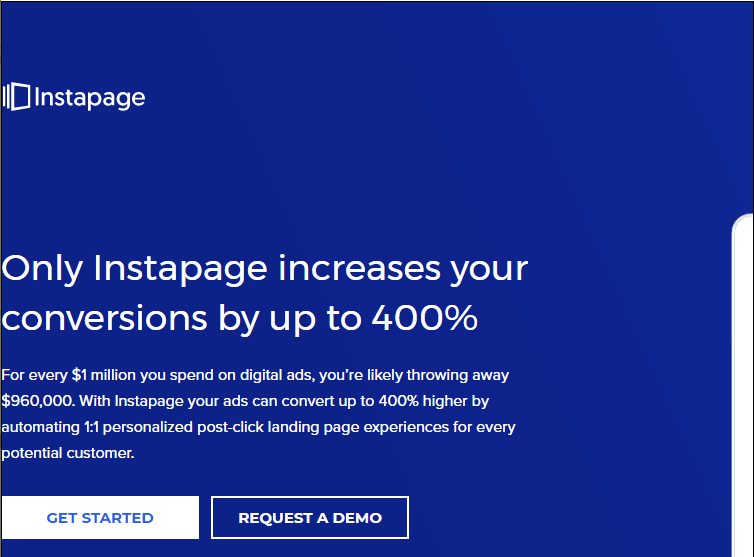 Instapage
Only Instapage increases your
conversions by up to 400%
For every $1 million you spend on digital ads, you’re likely throwing away
$960,000. With Instapage your ads can convert up to 400% higher by
automating 1:1 personalized post-click landing page experiences for every
potential customer.
GET STARTED
REQUEST A DEMO